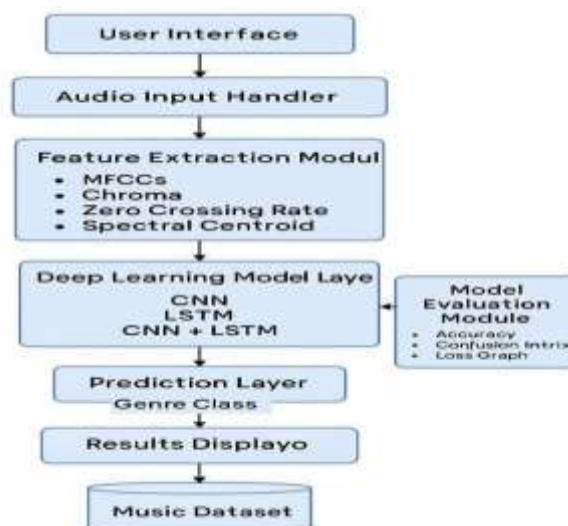 User Interface
Audio Input Handler
Feature Extraction Modul
• MFCCs
• Chroma
• Zero Crossing Rate
• Spectral Centroid
Deep Learning Model Laye
CNN
LSTM
CNN + LSTM
Model
Evaluation
Module
• Accuracy
• Confusion Intrix
• Loss Graph
Prediction Layer
Genre Class
Results Displayo
Music Dataset